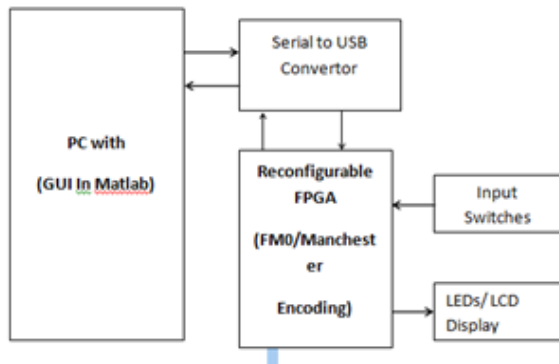 PC with
(GUI In Matlab)
Serial to USB
Convertor
Reconfigurable
FPGA
(FM0/Manchest
er
Encoding)
Input
Switches
LEDs/ LCD
Display